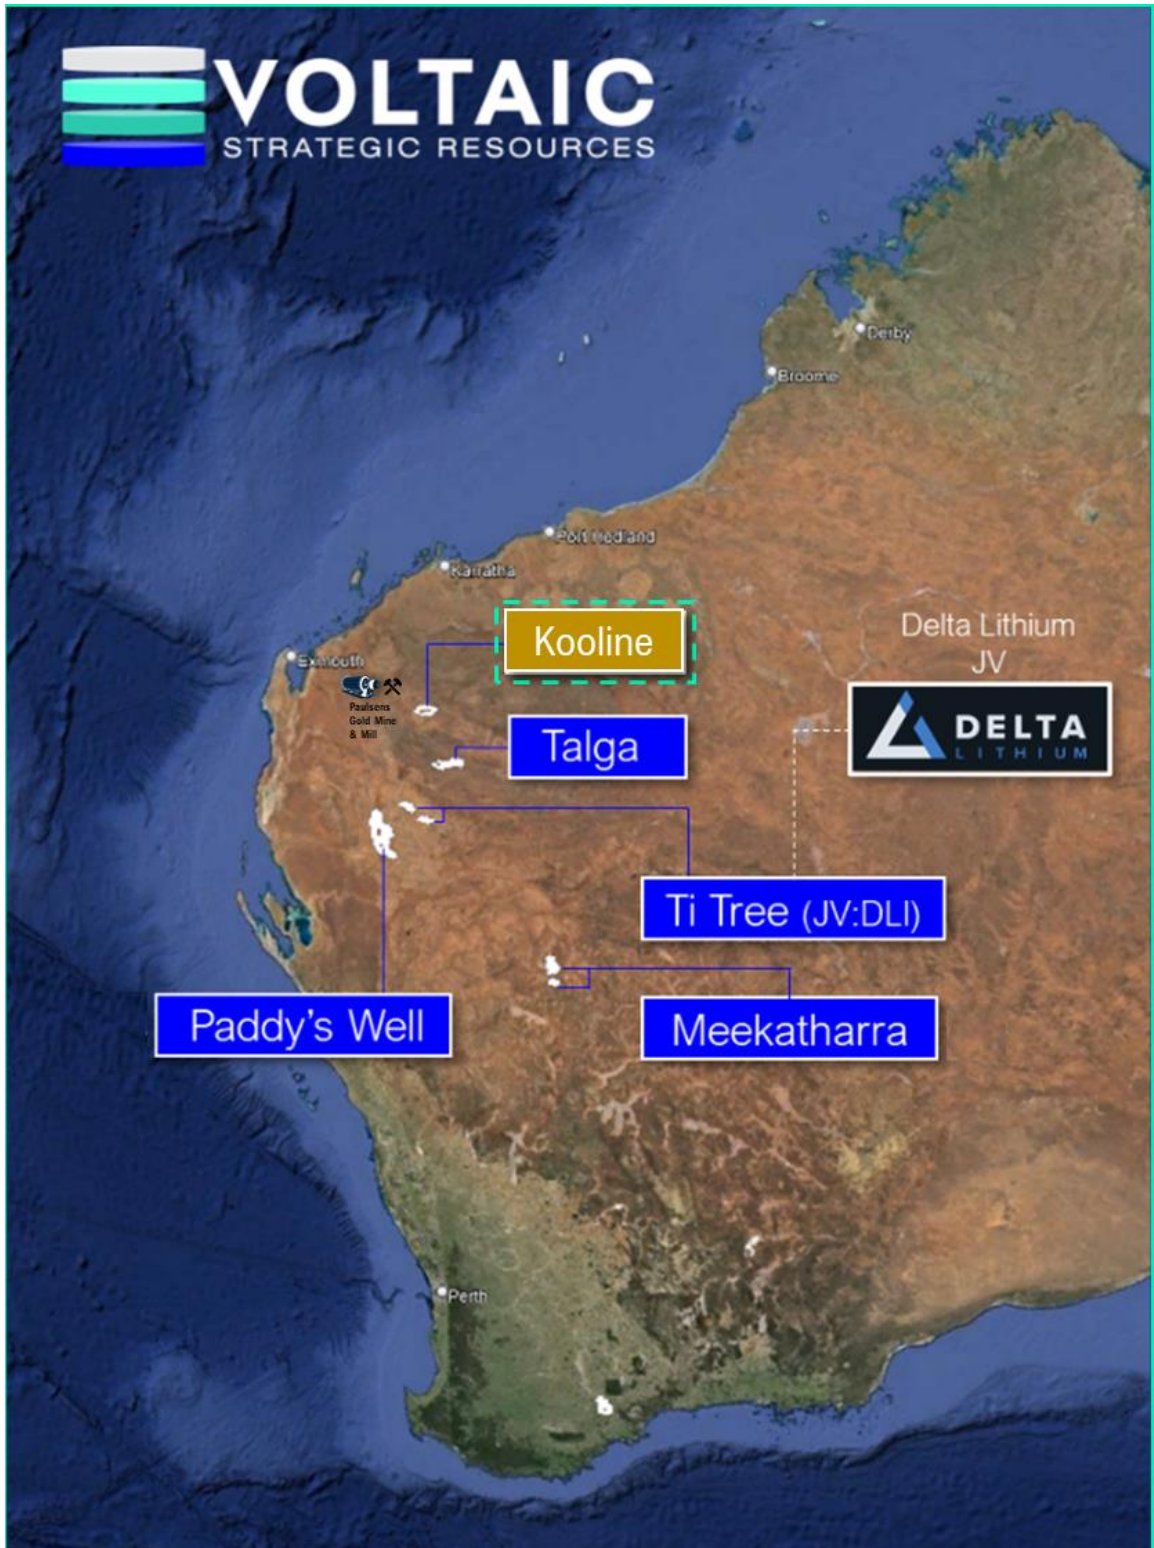 VOLTAIC
STRATEGIC RESOURCES
Derby
Broome
Port Hedland
Karratha
Kooline
Delta Lithium
JV
Exmouth
Paulsens
Gold Mine
& Mill
DELTA
LITHIUM
Talga
Ti Tree (JV:DLI)
Paddy's Well
Meekatharra
Perth